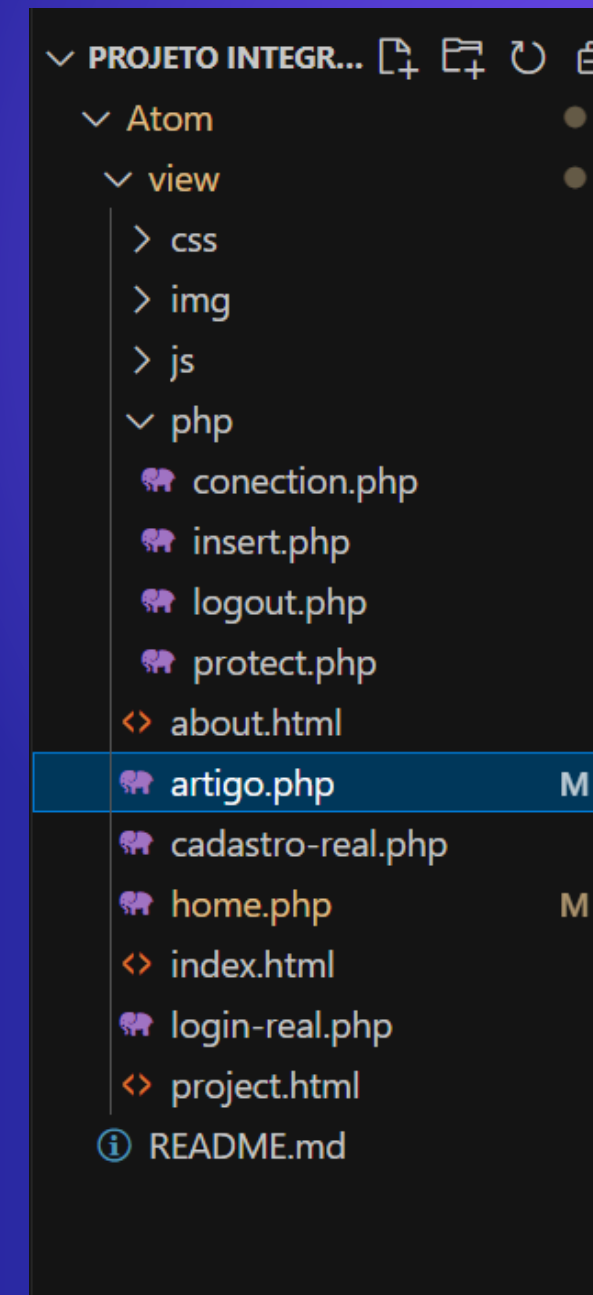 PROJETO INTEGR...
Atom
view
css
img
js
php
conection.php
insert.php
logout.php
protect.php
about.html
artigo.php M
cadastro-real.php
home.php M
index.html
login-real.php
project.html
README.md